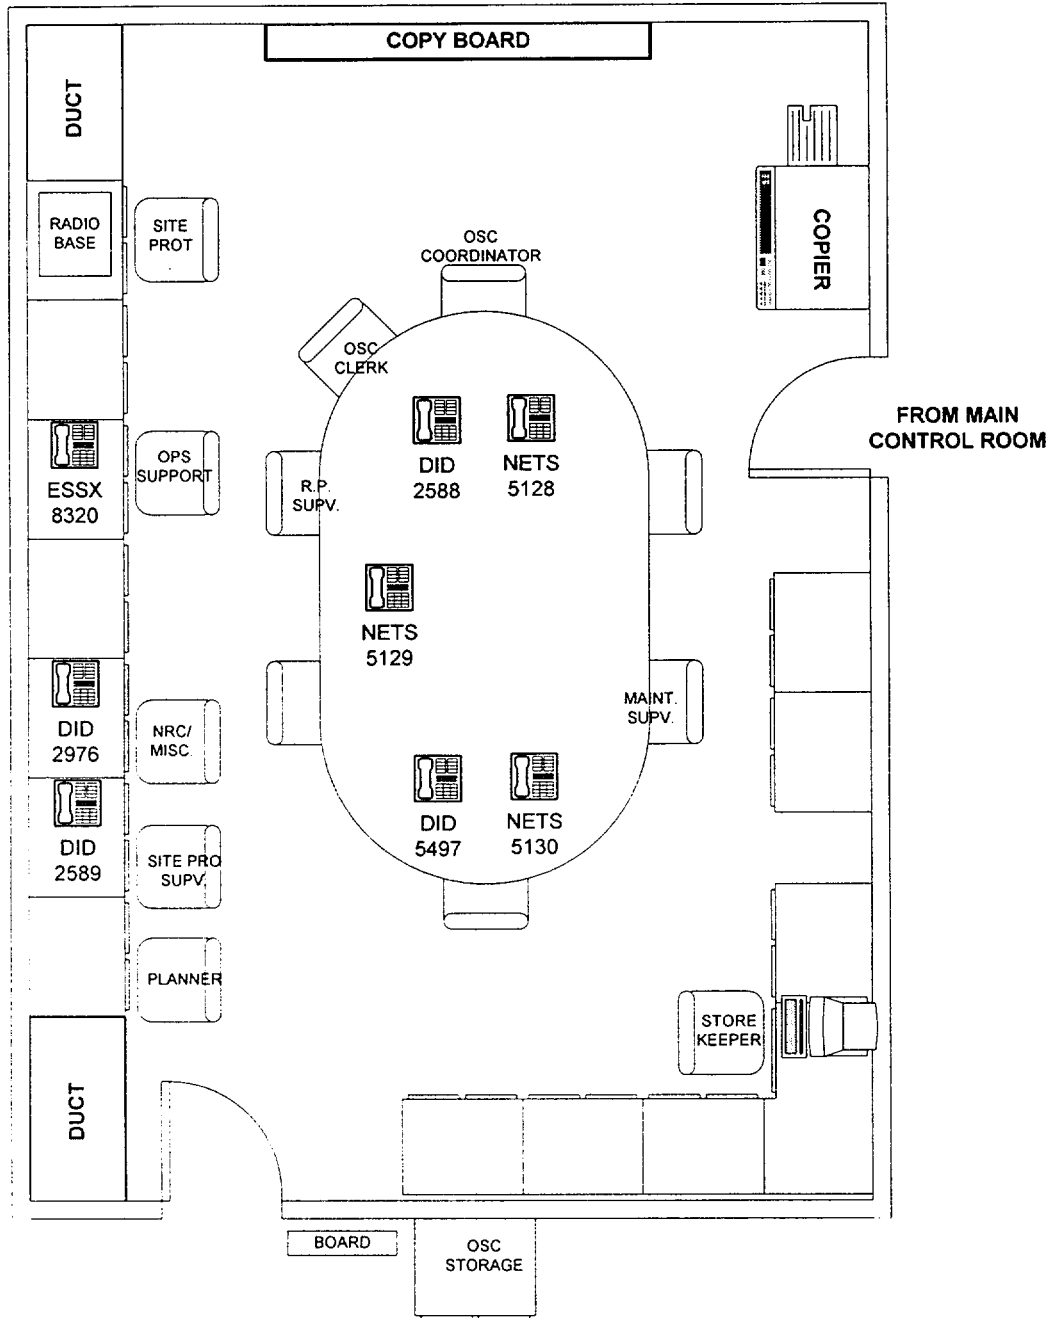 COPY BOARD
DUCT
RADIO
BASE
SITE
PROT
OSC
COORDINATOR
COPIER
OSC
CLERK
FROM MAIN
CONTROL ROOM
ESSX
8320
OPS
SUPPORT
R.P.
SUPV.
DID
2588
NETS
5128
NETS
5129
DID
2976
NRC/
MISC.
MAINT.
SUPV.
DID
2589
SITE PRO
SUPV.
DID
5497
NETS
5130
PLANNER
STORE
KEEPER
DUCT
BOARD
OSC
STORAGE